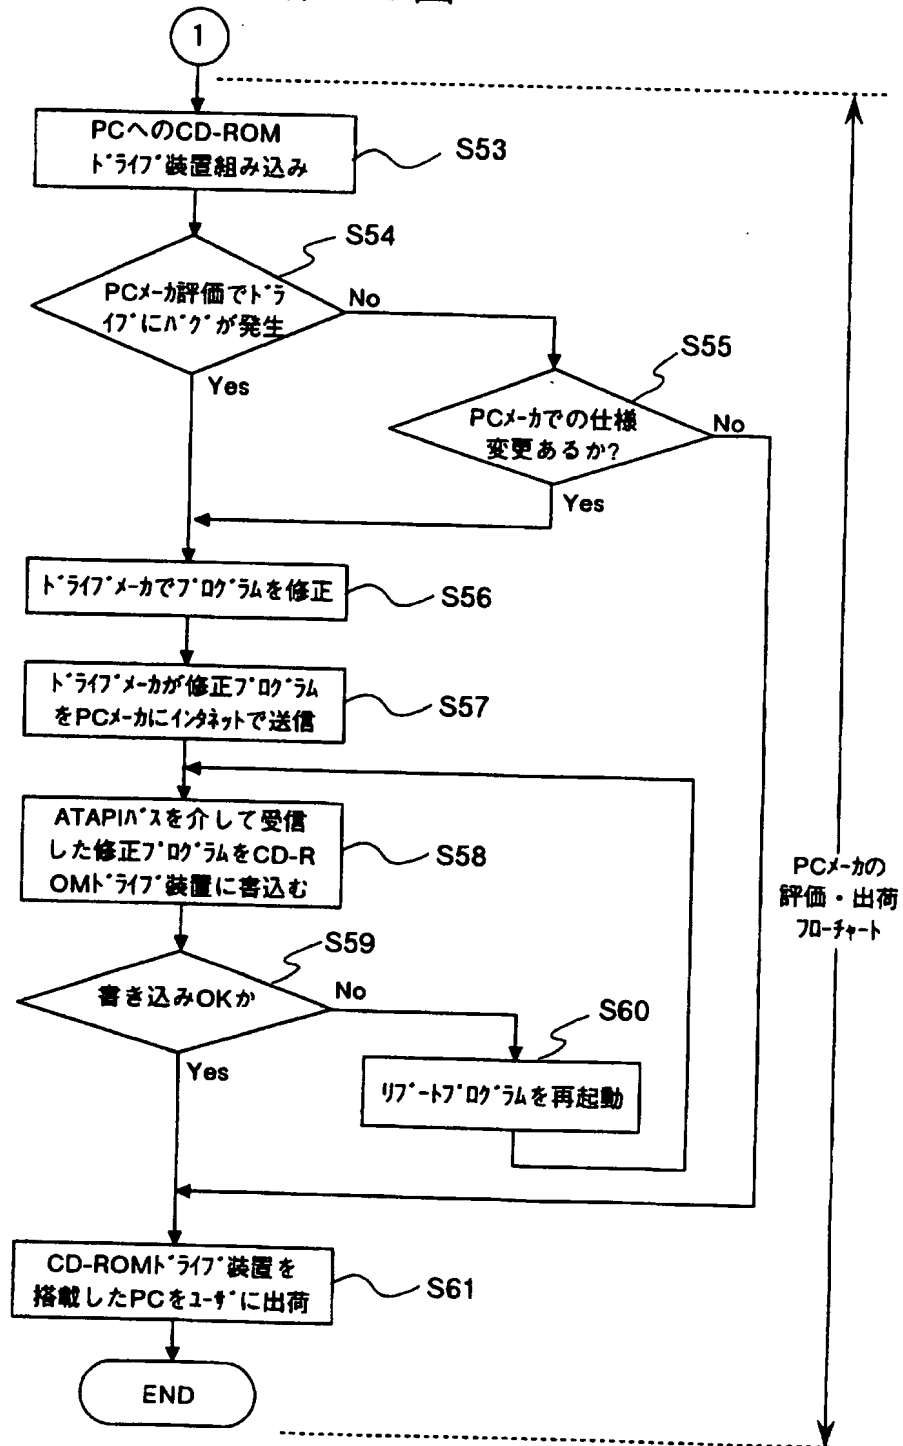 1
PCへのCD-ROM
ﾄﾞﾗｲﾌﾞ装置組み込み
S53
S54
PCﾒｰｶ評価でﾄﾞﾗ
ｲﾌﾞにﾊﾞｸﾞが発生
No
Yes
S55
PCﾒｰｶでの仕様
変更あるか?
No
Yes
ﾄﾞﾗｲﾌﾞﾒｰｶでﾌﾟﾛｸﾞﾗﾑを修正
S56
ﾄﾞﾗｲﾌﾞﾒｰｶが修正ﾌﾟﾛｸﾞﾗﾑ
をPCﾒｰｶにｲﾝﾀﾈｯﾄで送信
S57
ATAPIﾊﾞｽを介して受信
した修正ﾌﾟﾛｸﾞﾗﾑをCD-R
OMﾄﾞﾗｲﾌﾞ装置に書込む
S58
PCﾒｰｶの
評価・出荷
ﾌﾛｰﾁｬｰﾄ
S59
書き込みOKか
No
Yes
S60
ﾘﾌﾞｰﾄﾌﾟﾛｸﾞﾗﾑを再起動
CD-ROMﾄﾞﾗｲﾌﾞ装置を
搭載したPCをﾕｰｻﾞに出荷
S61
END